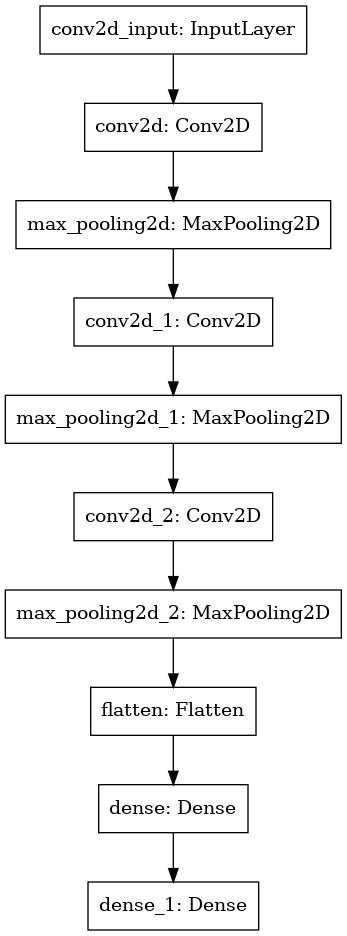 conv2d_input: InputLayer
conv2d: Conv2D
max_pooling2d: MaxPooling2D
conv2d_1: Conv2D
max_pooling2d_1: MaxPooling2D
conv2d_2: Conv2D
max_pooling2d_2: MaxPooling2D
flatten: Flatten
dense: Dense
dense_1: Dense